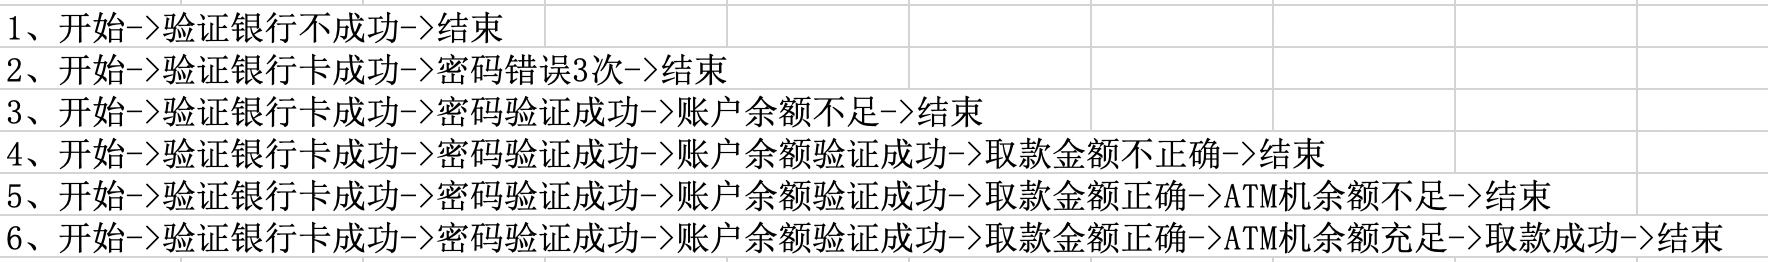 1、开始->验证银行不成功->结束
2、开始->验证银行卡成功->密码错误3次->结束
3、开始->验证银行卡成功->密码验证成功->账户余额不足->结束
4、开始->验证银行卡成功->密码验证成功->账户余额验证成功->取款金额不正确->结束
5、开始->验证银行卡成功->密码验证成功->账户余额验证成功->取款金额正确->ATM机余额不足->结束
6、开始->验证银行卡成功->密码验证成功->账户余额验证成功->取款金额正确->ATM机余额充足->取款成功->结束